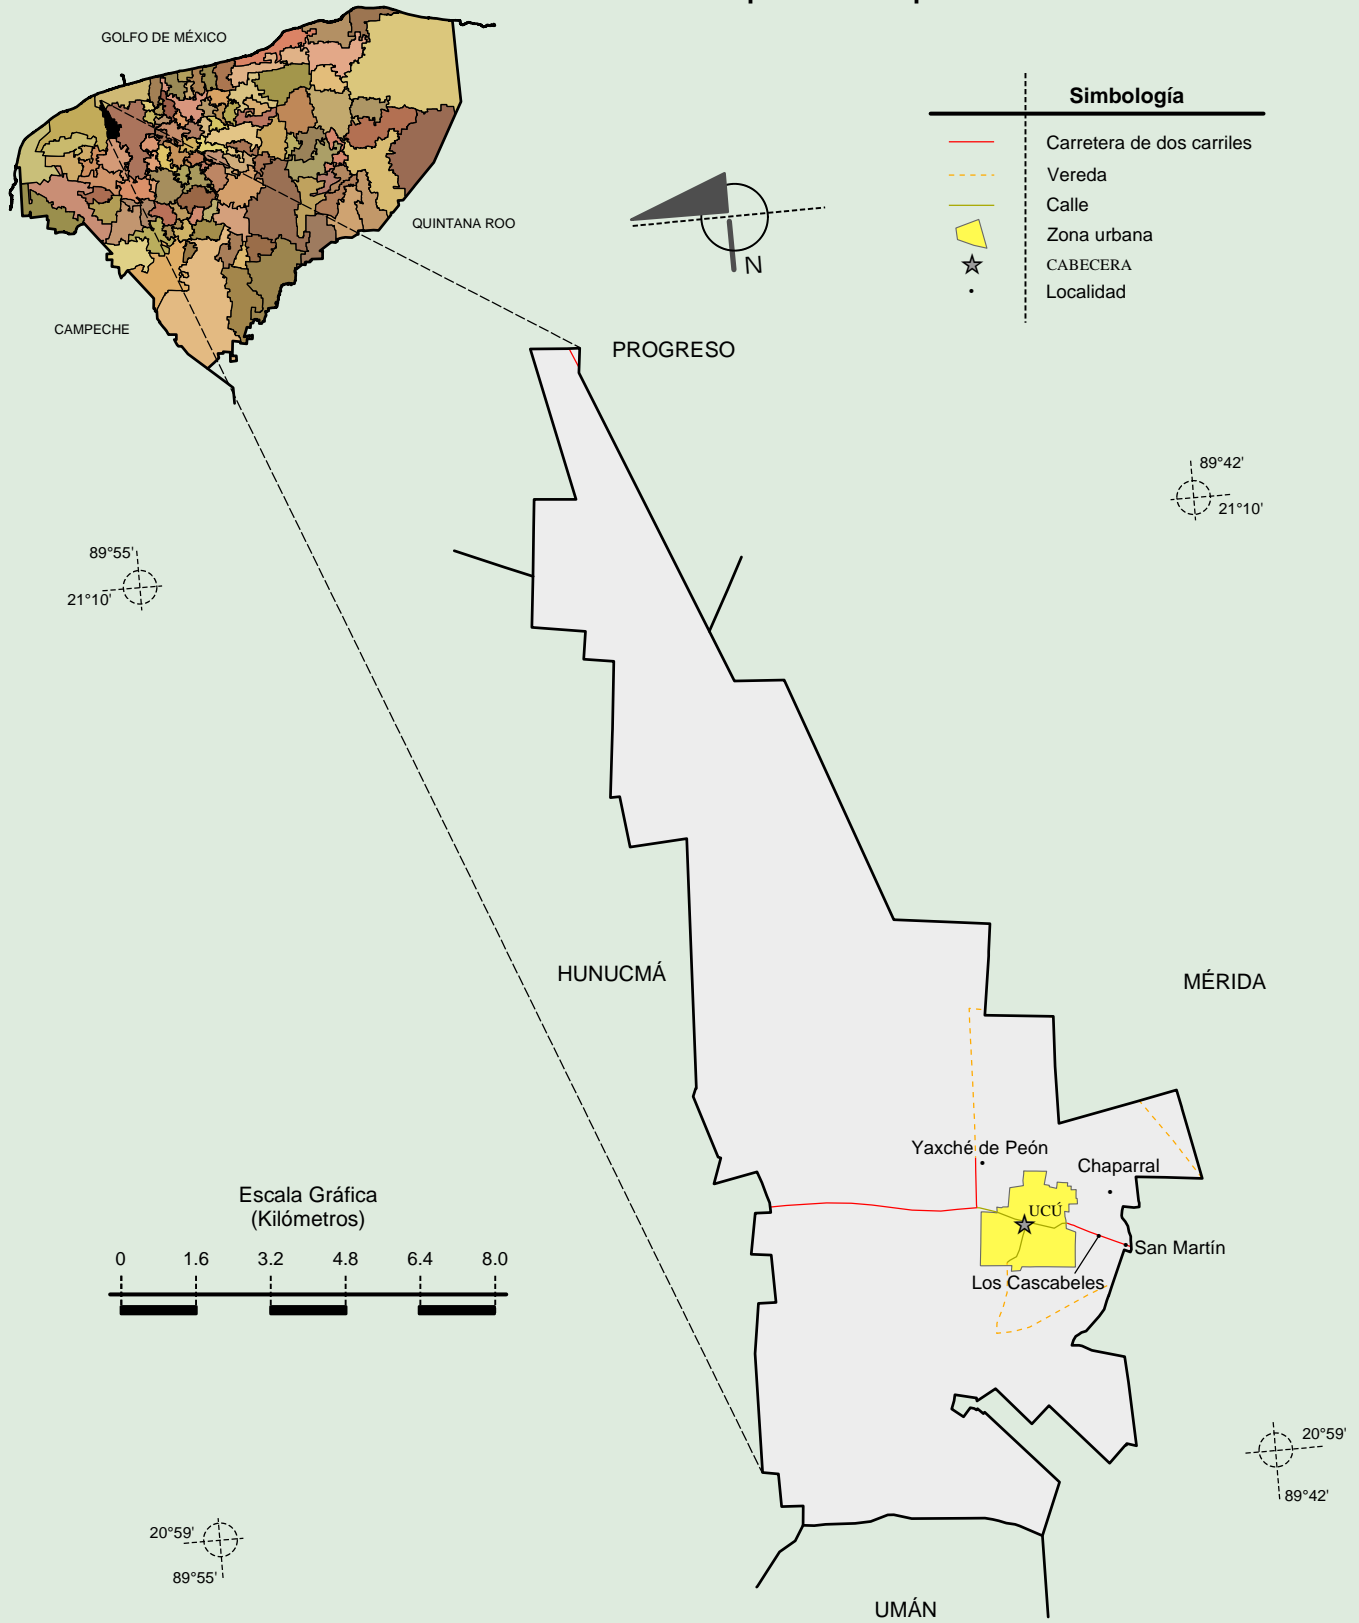 GOLFO DE MÉXICO
QUINTANA ROO
CAMPECHE
Simbología
Carretera de dos carriles
Vereda
Calle
Zona urbana
CABECERA
Localidad
N
PROGRESO
89°42'
21°10'
89°55'
21°10'
HUNUCMÁ
MÉRIDA
Yaxché de Peón
Chaparral
UCÚ
San Martín
Los Cascabeles
Escala Gráfica
(Kilómetros)
0 1.6 3.2 4.8 6.4 8.0
20°59'
89°42'
20°59'
89°55'
UMÁN